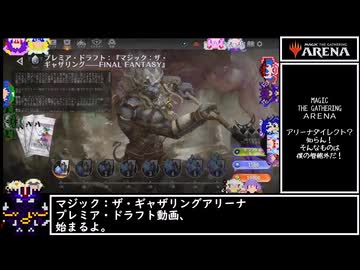 プレミア・ドラフト：『マジック：ザ・
ギャザリング——FINAL FANTASY』
MAGIC
THE GATHERING
ARENA
MAGIC
THE GATHERING
ARENA
アリーナダイレクト？
知らん！
そんなものは
僕の管轄外だ！
マジック：ザ・ギャザリングアリーナ
プレミア・ドラフト動画、
始まるよ。